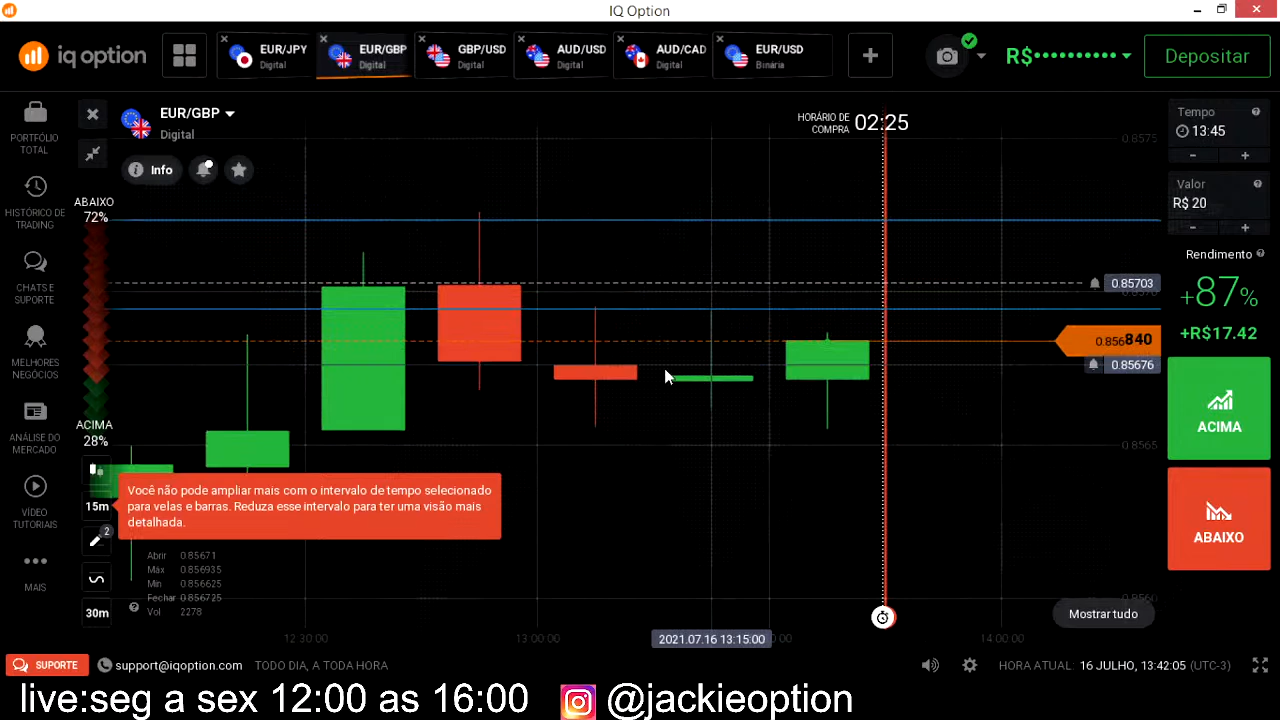 IQ Option
iq option
EUR/JPY
Digital
EUR/GBP
Digital
GBP/USD
Digital
AUD/USD
Digital
AUD/CAD
Digital
EUR/USD
Binária
R$••••••••••
Depositar
PORTFÓLIO
TOTAL
HISTÓRICO DE
TRADING
CHATS E
SUPORTE
MELHORES
NEGÓCIOS
ANÁLISE DO
MERCADO
VÍDEO
TUTORIAIS
MAIS
EUR/GBP
Digital
Info
HORÁRIO DE
COMPRA
02:25
ABAIXO
72%
ACIMA
28%
15m
2
30m
Você não pode ampliar mais com o intervalo de tempo selecionado
para velas e barras. Reduza esse intervalo para ter uma visão mais
detalhada.
Abrir 0.85671
Máx 0.856935
Mín 0.856625
Fechar 0.856725
Vol 2278
0.8575
0.85703
0.856840
0.85676
0.8565
0.8560
12:30:00
13:00:00
2021.07.16 13:15:00
14:00:00
Mostrar tudo
Tempo
13:45
- +
Valor
R$ 20
- +
Rendimento
+87%
+R$17.42
ACIMA
ABAIXO
SUPORTE
support@iqoption.com
TODO DIA, A TODA HORA
HORA ATUAL: 16 JULHO, 13:42:05 (UTC-3)
live:seg a sex 12:00 as 16:00
@jackieoption